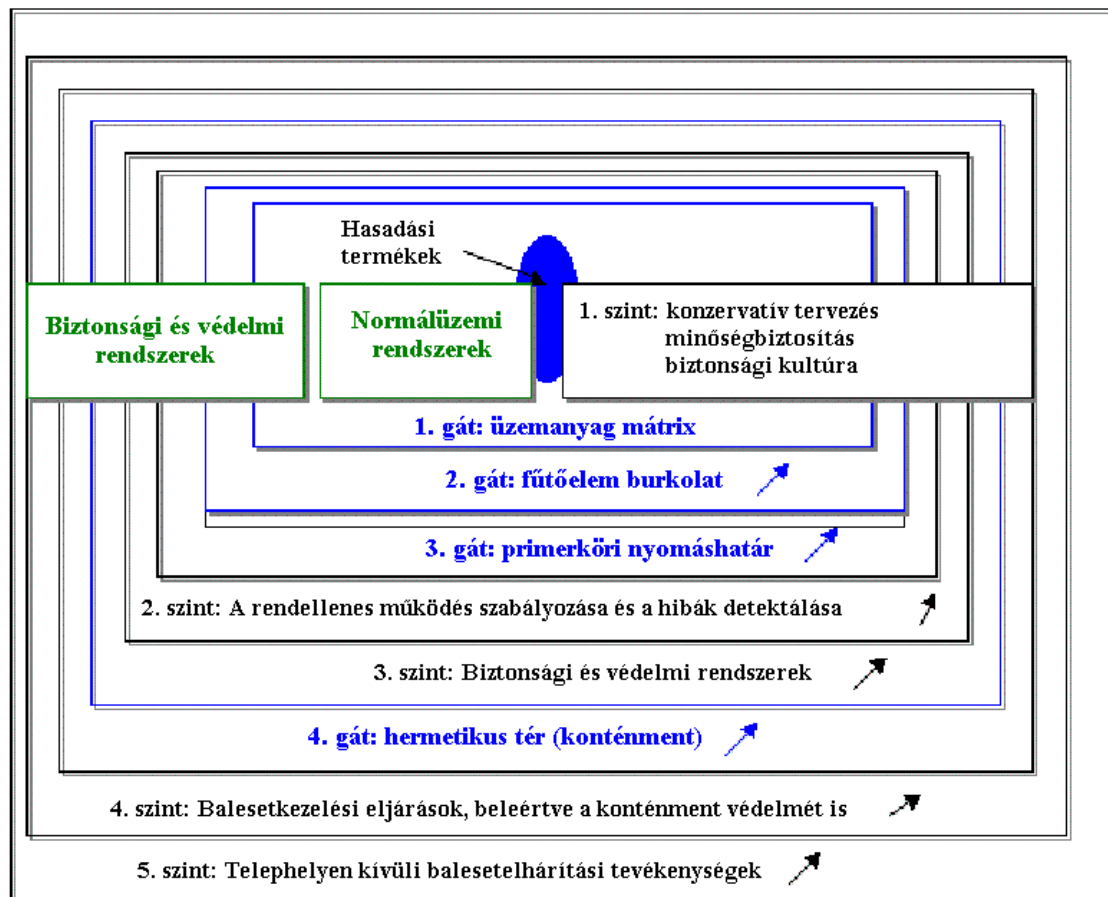 Hasadási
termékek
Biztonsági és védelmi
rendszerek
Normálüzemi
rendszerek
1. szint: konzervatív tervezés
minőségbiztosítás
biztonsági kultúra
1. gát: üzemanyag mátrix
2. gát: fűtőelem burkolat
3. gát: primerköri nyomáshatár
2. szint: A rendellenes működés szabályozása és a hibák detektálása
3. szint: Biztonsági és védelmi rendszerek
4. gát: hermetikus tér (konténment)
4. szint: Balesetkezelési eljárások, beleértve a konténment védelmét is
5. szint: Telephelyen kívüli balesetelhárítási tevékenységek